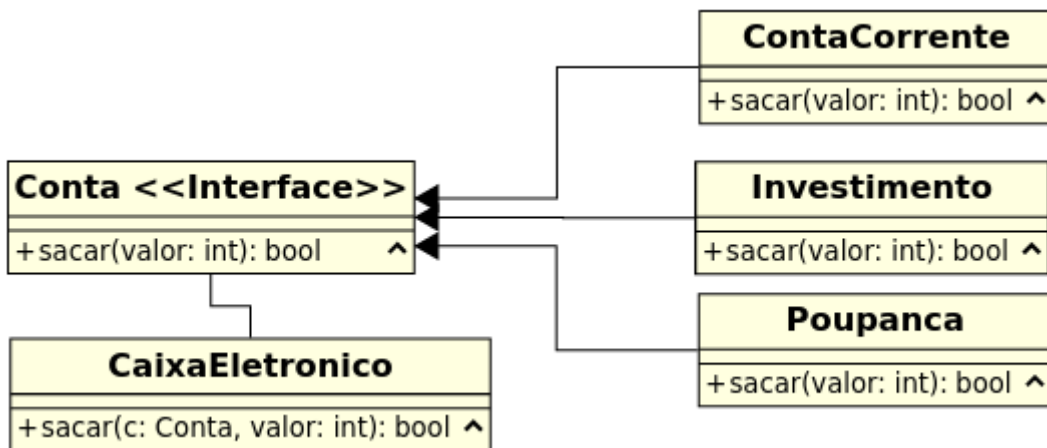 ContaCorrente
+sacar(valor: int): bool
Conta <<Interface>>
+sacar(valor: int): bool
Investimento
+sacar(valor: int): bool
Poupanca
+sacar(valor: int): bool
CaixaEletronico
+sacar(c: Conta, valor: int): bool